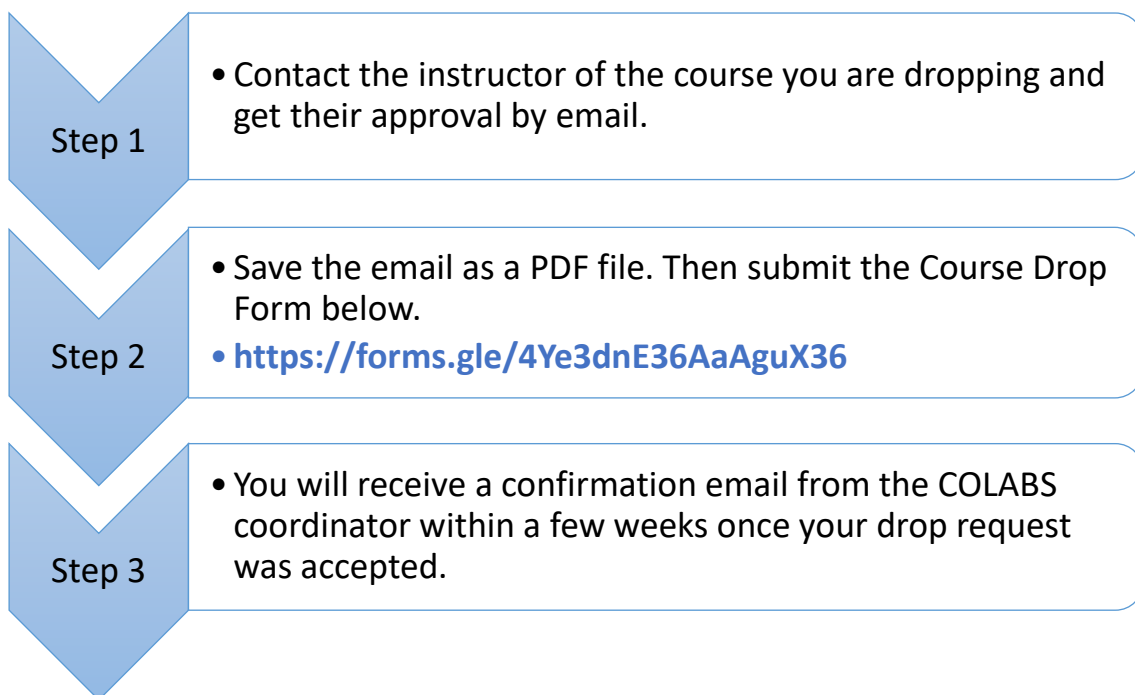 Step 1
• Contact the instructor of the course you are dropping and
get their approval by email.
Step 2
• Save the email as a PDF file. Then submit the Course Drop
Form below.
• https://forms.gle/4Ye3dnE36AaAguX36
Step 3
• You will receive a confirmation email from the COLABS
coordinator within a few weeks once your drop request
was accepted.